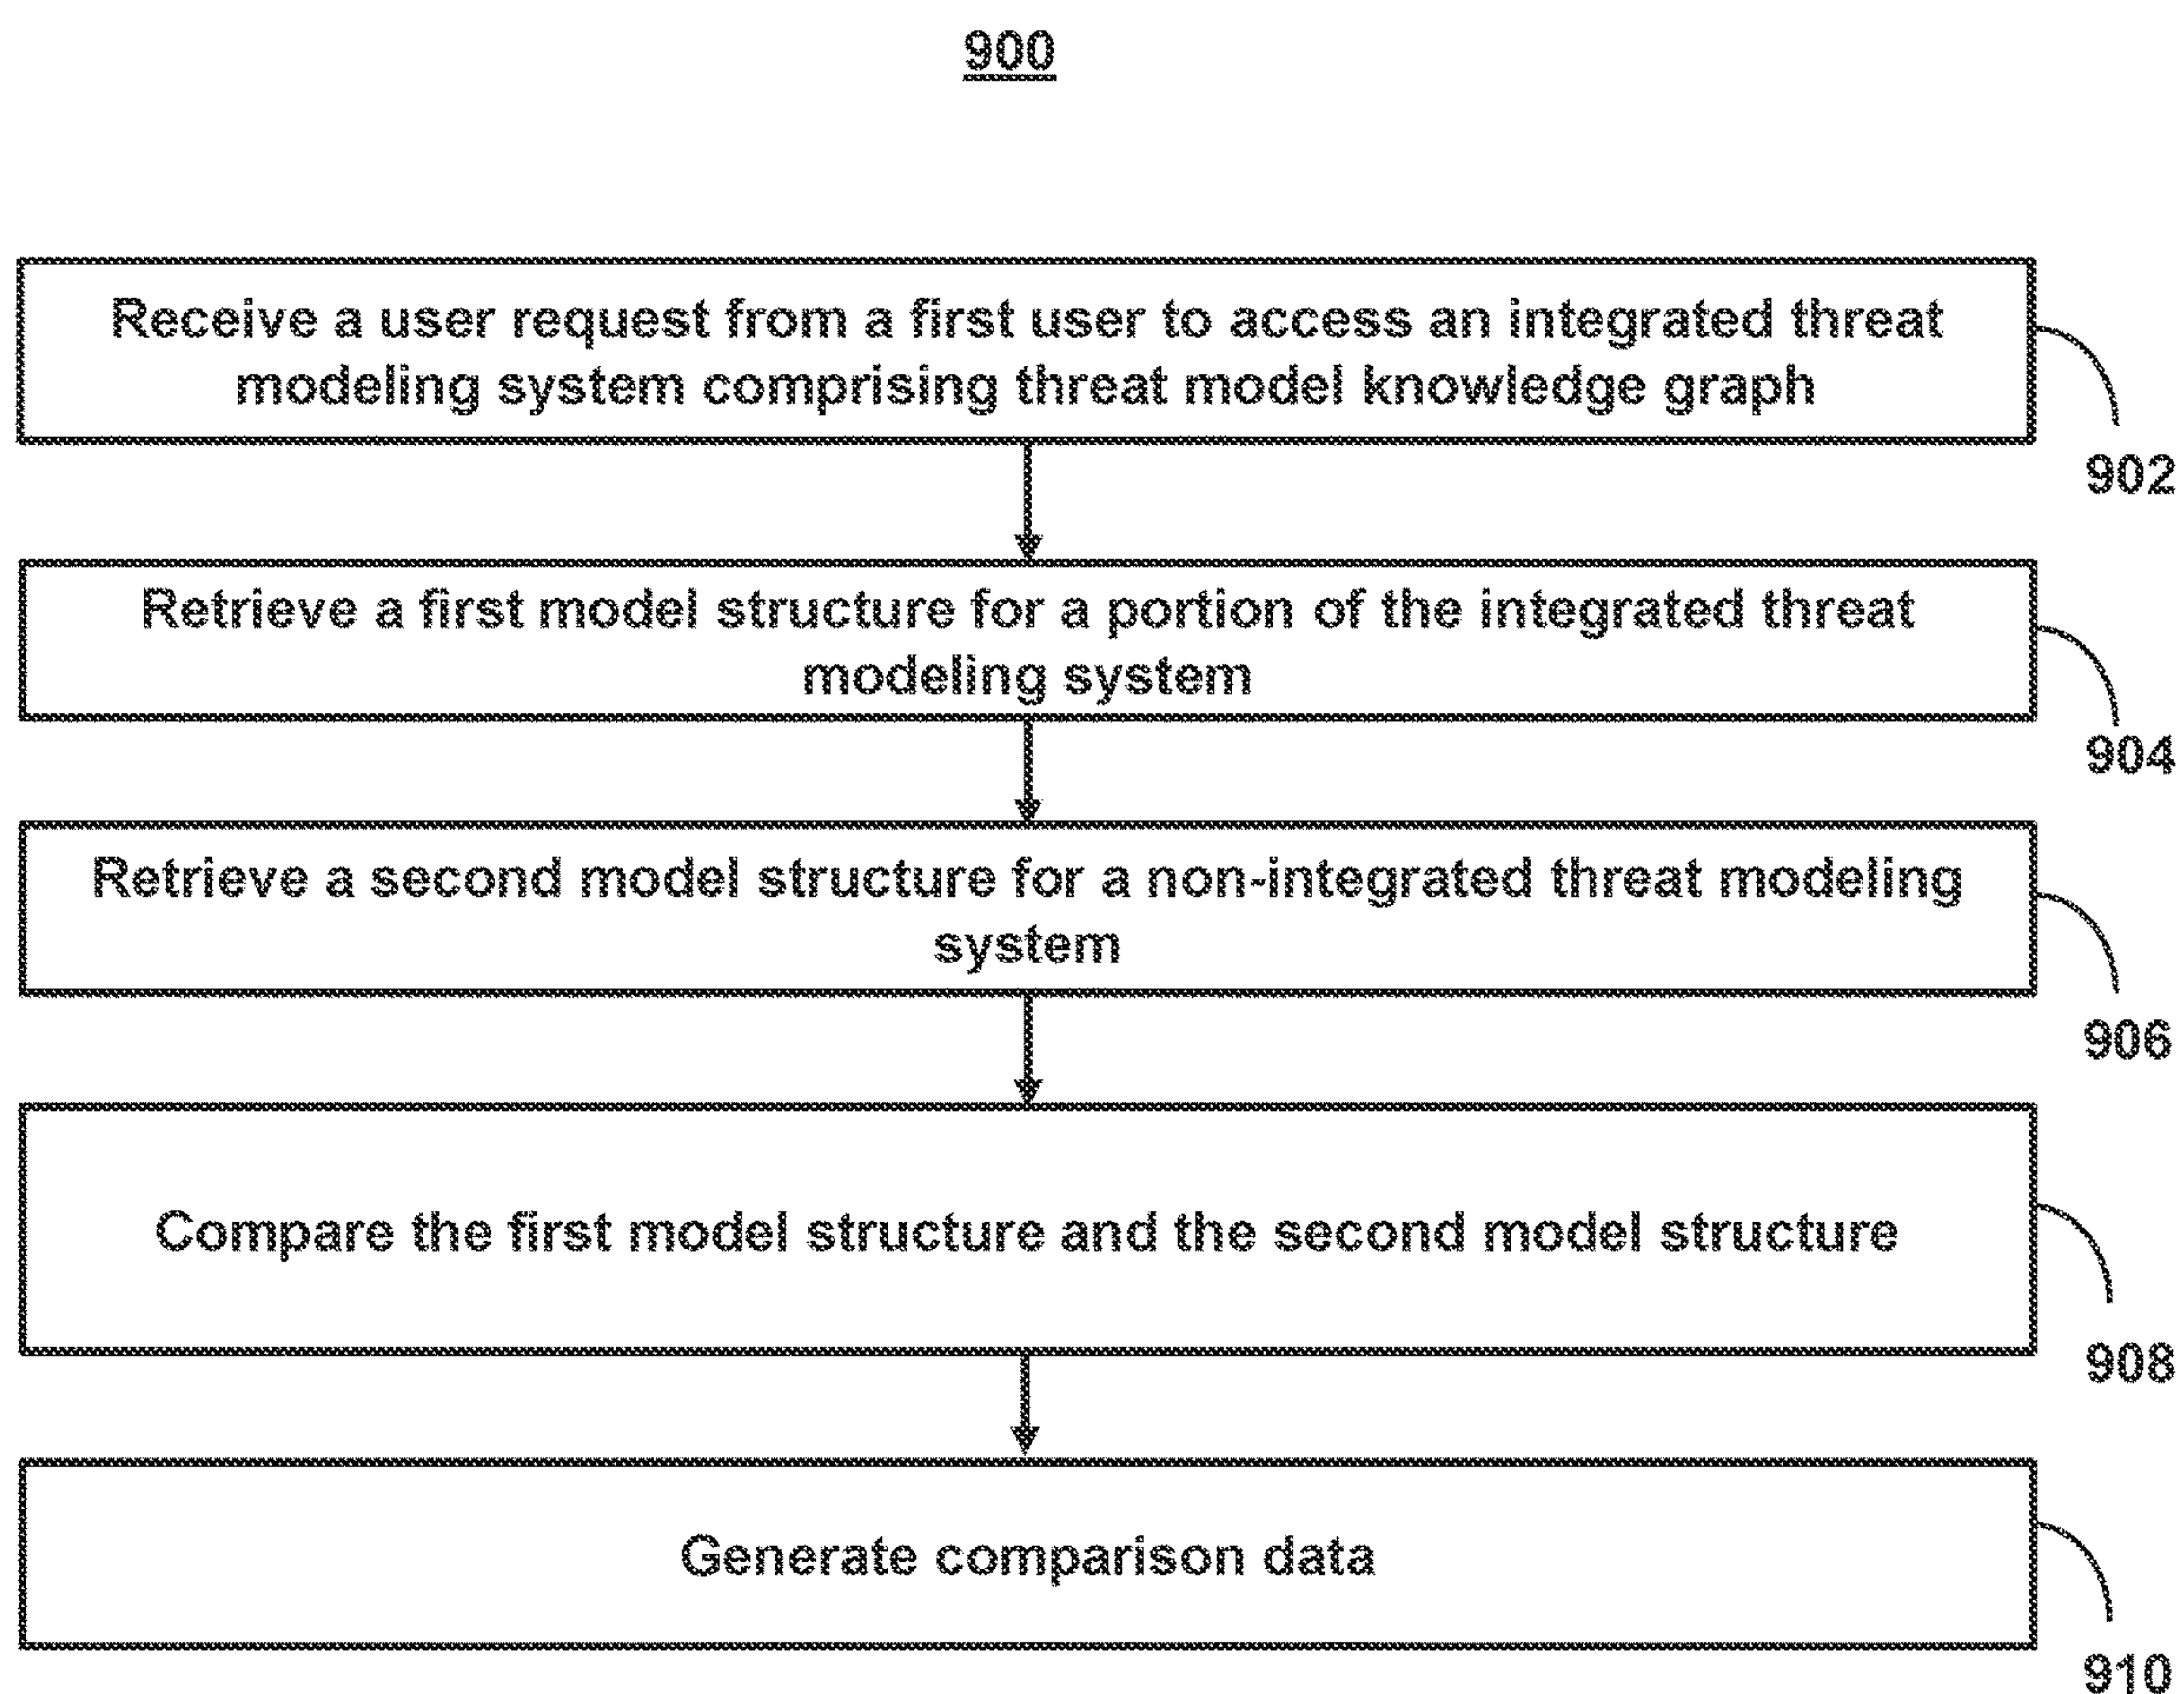 900
Receive a user request from a first user to access an integrated threat
modeling system comprising threat model knowledge graph
902
Retrieve a first model structure for a portion of the integrated threat
modeling system
904
Retrieve a second model structure for a non-integrated threat modeling
system
906
Compare the first model structure and the second model structure
908
Generate comparison data
910